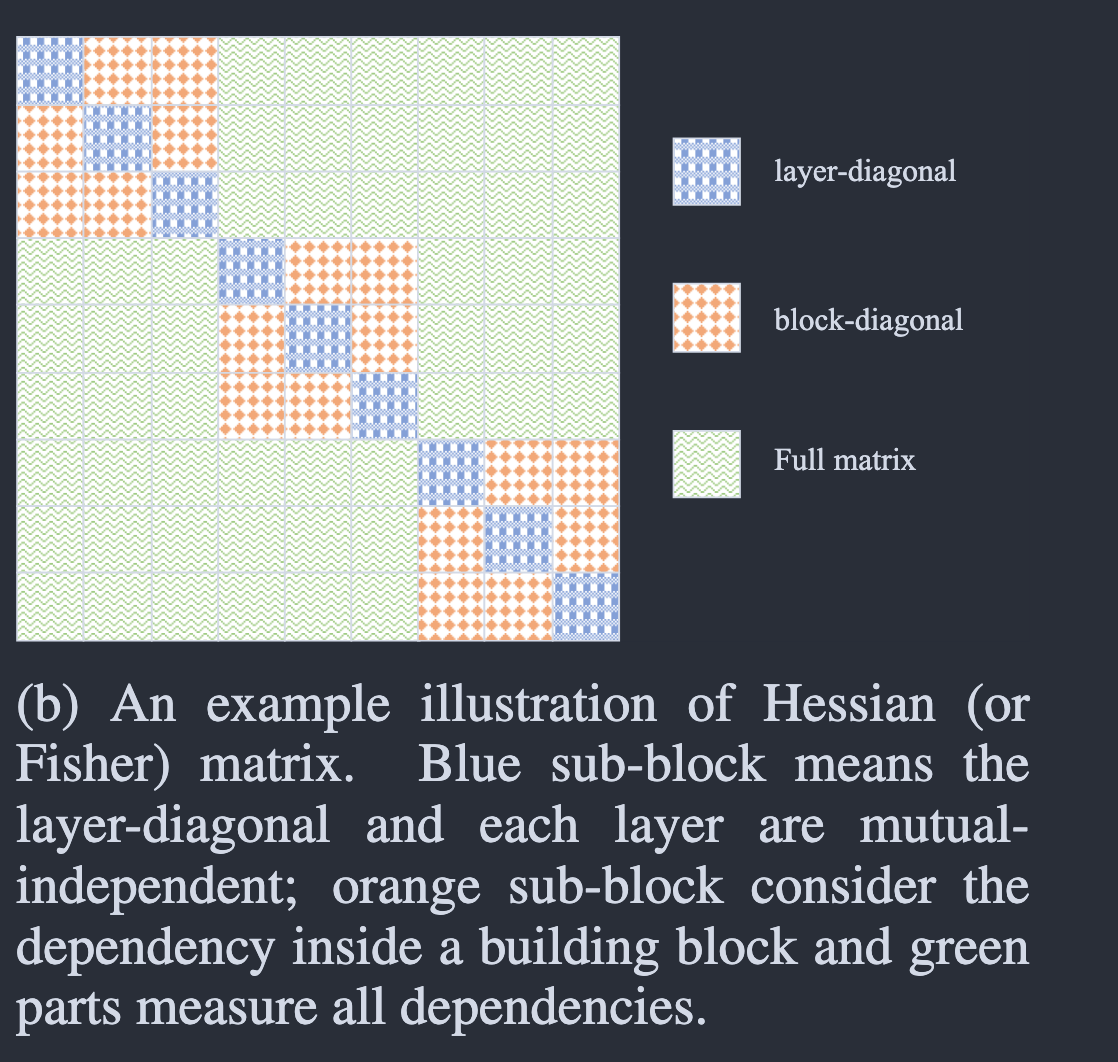 layer-diagonal
block-diagonal
Full matrix
(b) An example illustration of Hessian (or
Fisher) matrix. Blue sub-block means the
layer-diagonal and each layer are mutual-
independent; orange sub-block consider the
dependency inside a building block and green
parts measure all dependencies.